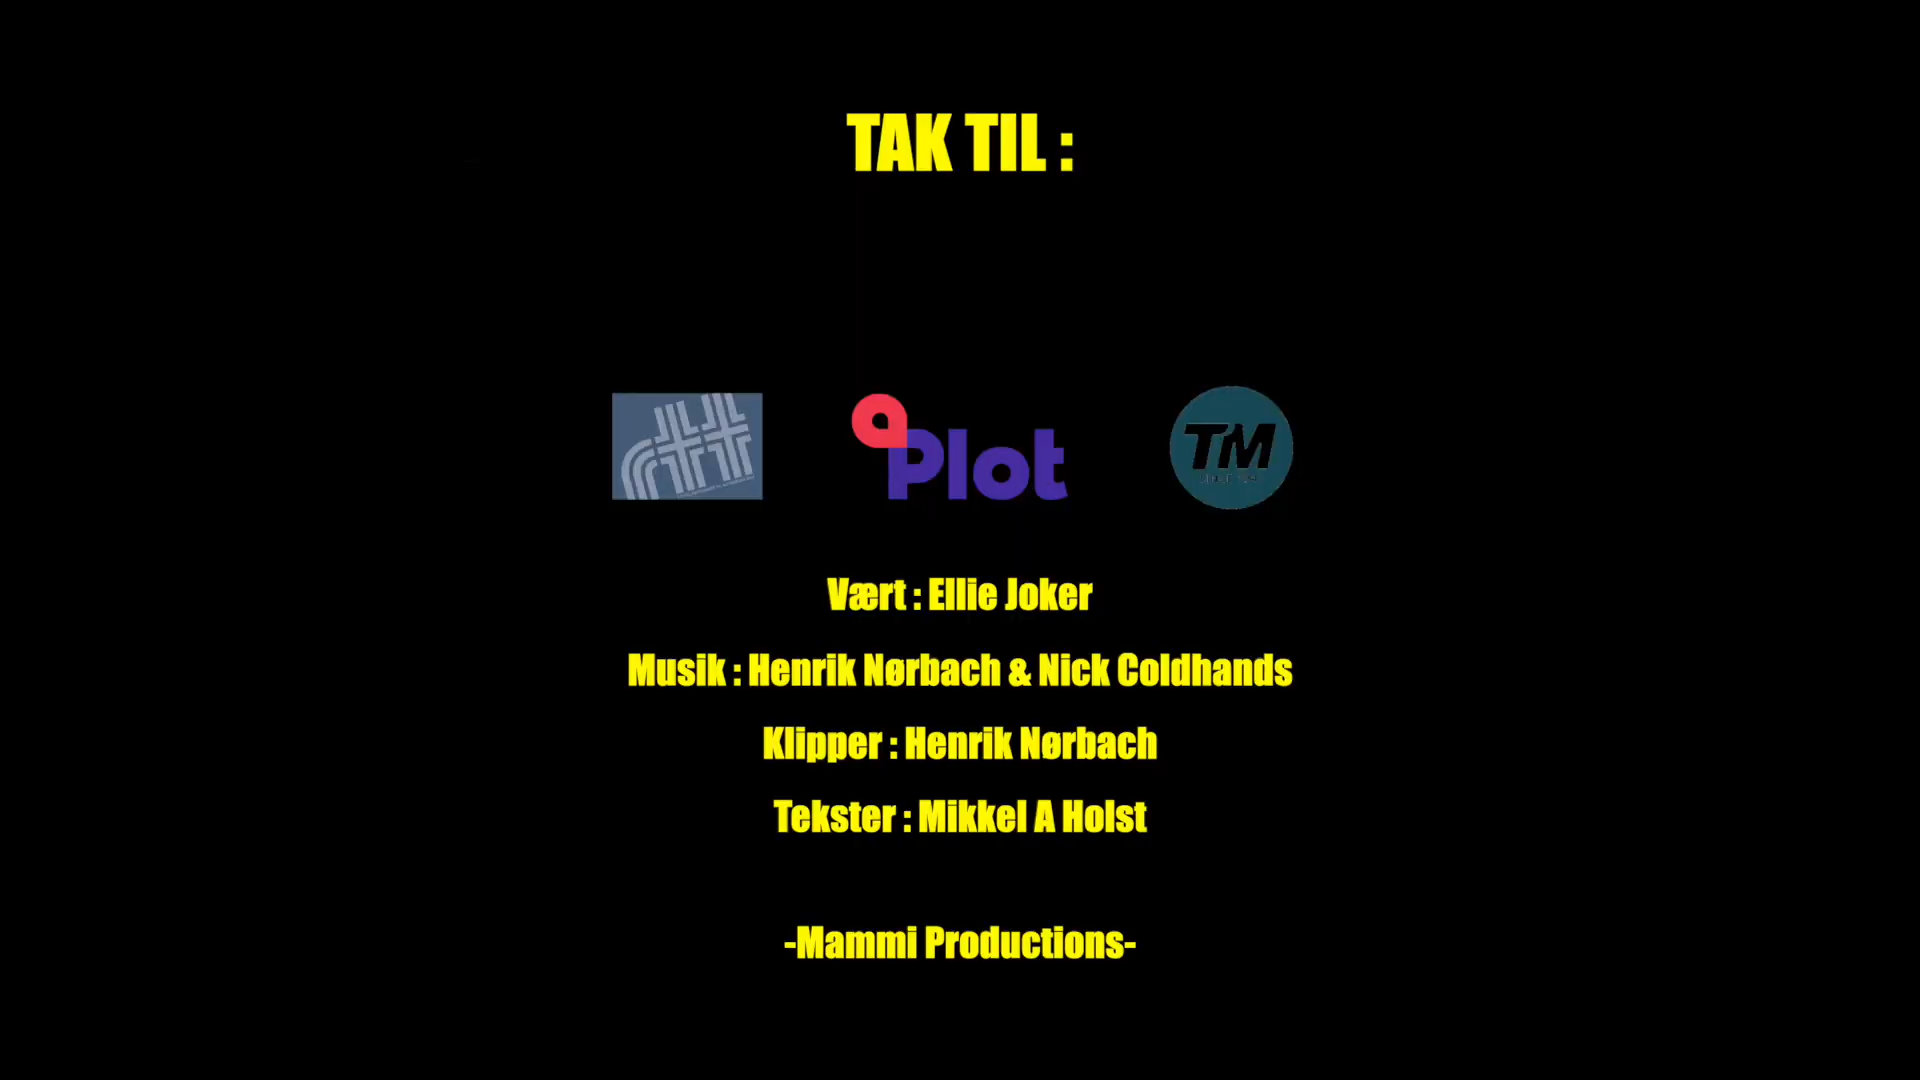 TAK TIL :
aPlot
TM
Vært : Ellie Joker
Musik : Henrik Nørbach & Nick Coldhands
Klipper : Henrik Nørbach
Tekster : Mikkel A Holst
-Mammi Productions-